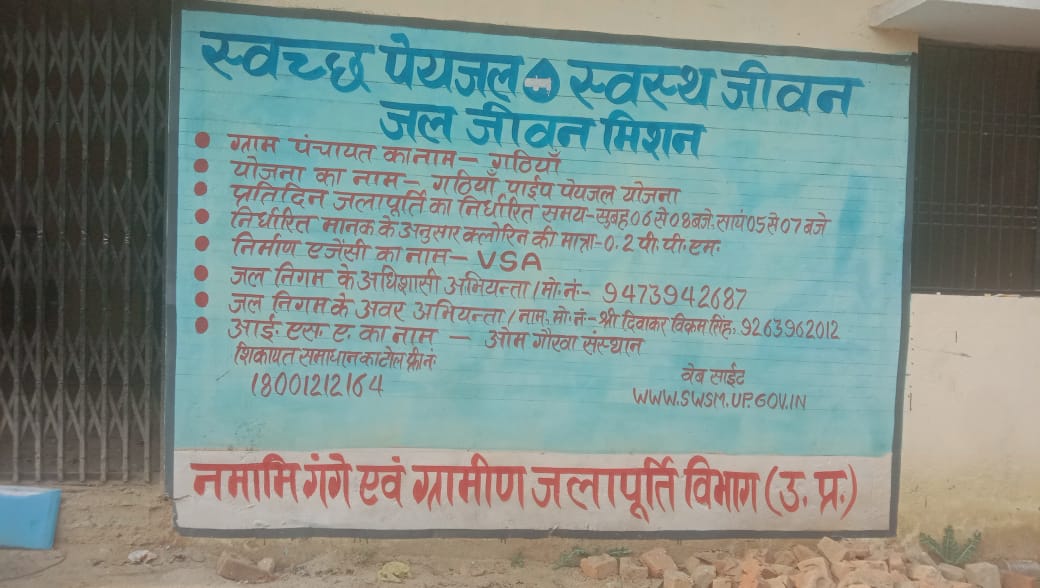 स्वच्छ पेयजल स्वस्थ जीवन
जल जीवन मिशन
• ग्राम पंचायत का नाम – गठियाँ
• योजना का नाम – गठियाँ पाईप पेयजल योजना
• प्रतिदिन जलापूर्ति का निर्धारित समय - सुबह 06 से 08 बजे, सायं 05 से 07 बजे
• निर्धारित मानक के अनुसार क्लोरिन की मात्रा - 0.2 पी.पी.एम.
• निर्माण एजेंसी का नाम – VSA
• जल निगम के अधिशासी अभियन्ता / मो.नं:- 9473942687
• जल निगम के अवर अभियन्ता / नाम, मो.नं:- श्री दिवाकर विक्रम सिंह, 9263962012
• आई.एस.ए. का नाम – ओम गौरवा संस्थान
शिकायत समाधान का टोल फ्री नं.
18001212164
वेब साईट
WWW.SWSM.UP.GOV.IN
नमामि गंगे एवं ग्रामीण जलापूर्ति विभाग (उ. प्र.)